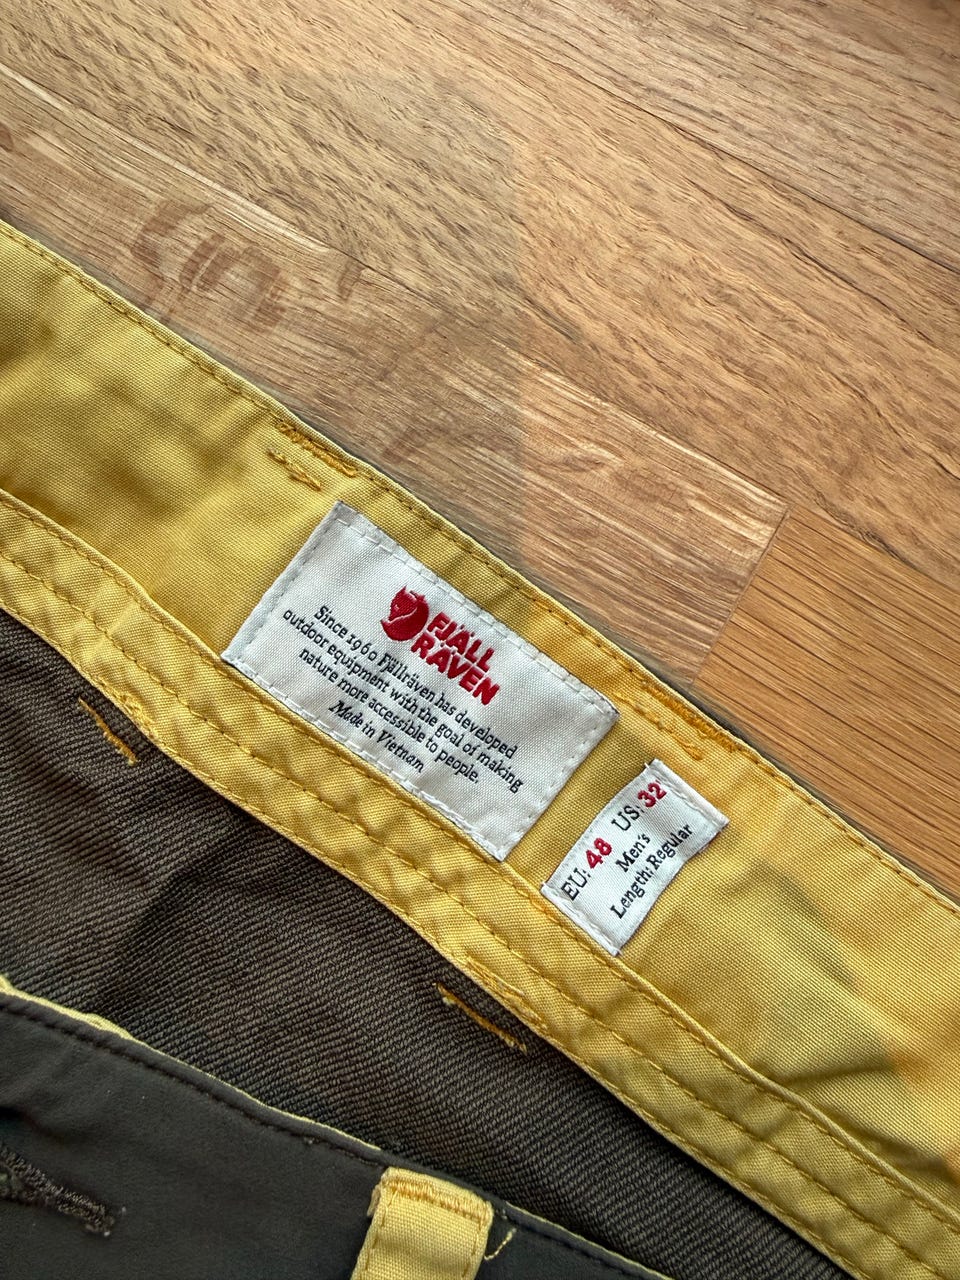 FJÄLL
RÄVEN
Since 1960 Fjällräven has developed
outdoor equipment with the goal of making
nature more accessible to people.
Made in Vietnam
EU: 48 US: 32"
Men's
Length: Regular